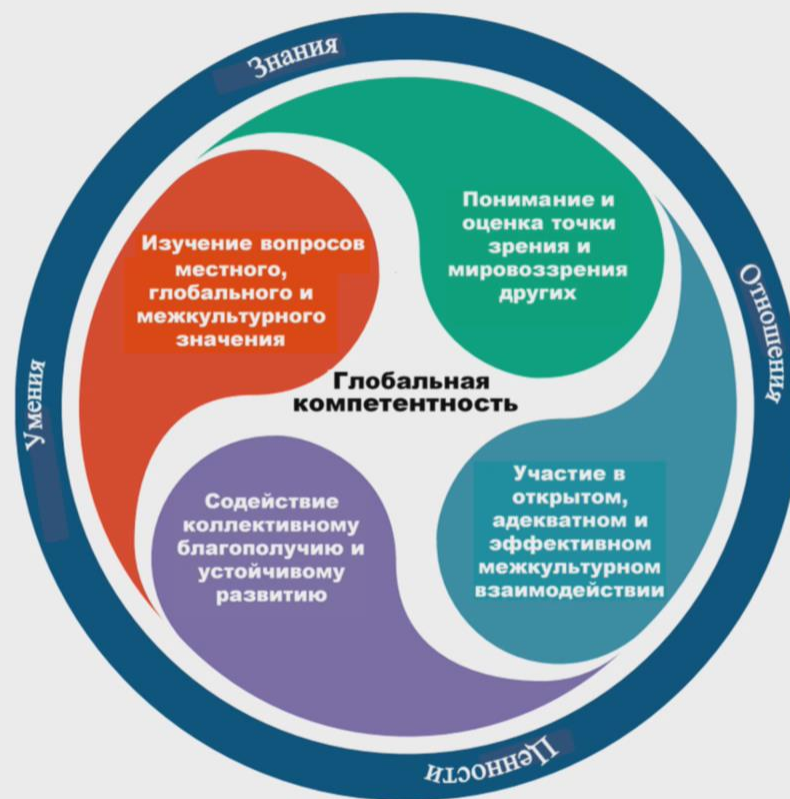 Знания
Понимание и
оценка точки
зрения и
мировоззрения
других
Изучение вопросов
местного,
глобального и
межкультурного
значения
Отношения
Глобальная
компетентность
Умения
Участие в
открытом,
адекватном и
эффективном
межкультурном
взаимодействии
Содействие
коллективному
благополучию и
устойчивому
развитию
Ценности